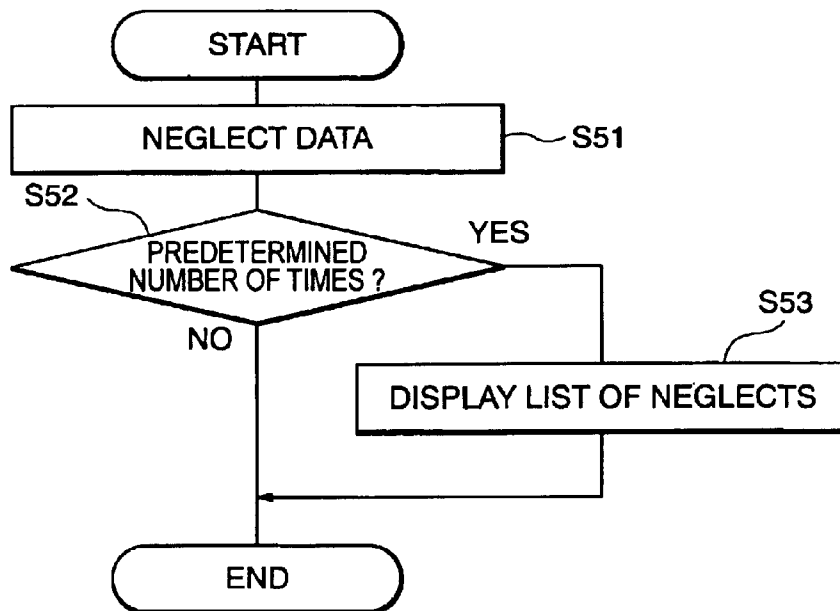 START
NEGLECT DATA
S51
S52
PREDETERMINED
NUMBER OF TIMES ?
YES
NO
S53
DISPLAY LIST OF NEGLECTS
END